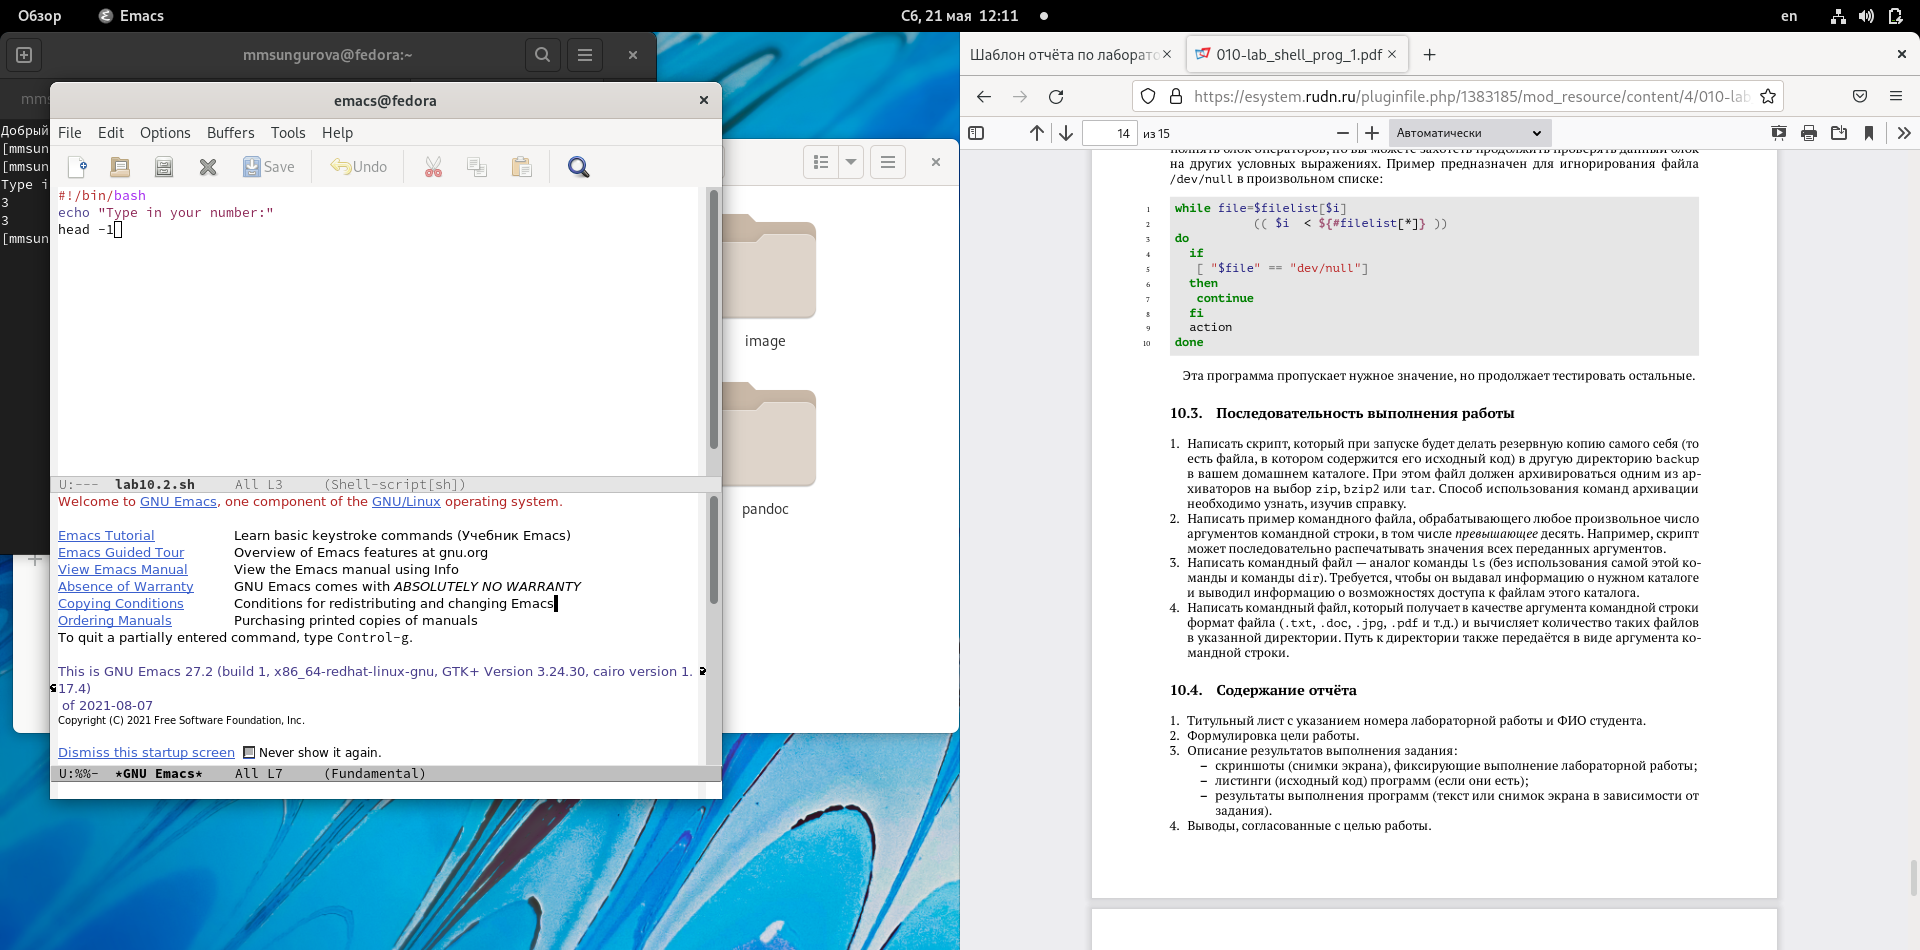 Обзор
Emacs
Сб, 21 мая 12:11
en
mmsungurova@fedora:~
Добрый
[mmsun
[mmsun
Type i
3
3
[mmsun
emacs@fedora
File Edit Options Buffers Tools Help
Save
Undo
#!/bin/bash
echo "Type in your number:"
head -1
U:--- lab10.2.sh All L3 (Shell-script[sh])
Welcome to GNU Emacs, one component of the GNU/Linux operating system.
Emacs Tutorial Learn basic keystroke commands (Учебник Emacs)
Emacs Guided Tour Overview of Emacs features at gnu.org
View Emacs Manual View the Emacs manual using Info
Absence of Warranty GNU Emacs comes with ABSOLUTELY NO WARRANTY
Copying Conditions Conditions for redistributing and changing Emacs
Ordering Manuals Purchasing printed copies of manuals
To quit a partially entered command, type Control-g.
This is GNU Emacs 27.2 (build 1, x86_64-redhat-linux-gnu, GTK+ Version 3.24.30, cairo version 1.
17.4)
of 2021-08-07
Copyright (C) 2021 Free Software Foundation, Inc.
Dismiss this startup screen Never show it again.
U:%%- *GNU Emacs* All L7 (Fundamental)
image
pandoc
Шаблон отчёта по лаборато
010-lab_shell_prog_1.pdf
https://esystem.rudn.ru/pluginfile.php/1383185/mod_resource/content/4/010-lab
14 из 15
Автоматически
полнять блок операторов, но вы можете захотеть продолжить проверять данный блок
на других условных выражениях. Пример предназначен для игнорирования файла
/dev/null в произвольном списке:
1 while file=$filelist[$i]
2 (( $i < ${#filelist[*]} ))
3 do
4 if
5 [ "$file" == "dev/null"]
6 then
7 continue
8 fi
9 action
10 done
Эта программа пропускает нужное значение, но продолжает тестировать остальные.
10.3. Последовательность выполнения работы
1. Написать скрипт, который при запуске будет делать резервную копию самого себя (то
есть файла, в котором содержится его исходный код) в другую директорию backup
в вашем домашнем каталоге. При этом файл должен архивироваться одним из ар-
хиваторов на выбор zip, bzip2 или tar. Способ использования команд архивации
необходимо узнать, изучив справку.
2. Написать пример командного файла, обрабатывающего любое произвольное число
аргументов командной строки, в том числе превышающее десять. Например, скрипт
может последовательно распечатывать значения всех переданных аргументов.
3. Написать командный файл — аналог команды ls (без использования самой этой ко-
манды и команды dir). Требуется, чтобы он выдавал информацию о нужном каталоге
и выводил информацию о возможностях доступа к файлам этого каталога.
4. Написать командный файл, который получает в качестве аргумента командной строки
формат файла (.txt, .doc, .jpg, .pdf и т.д.) и вычисляет количество таких файлов
в указанной директории. Путь к директории также передаётся в виде аргумента ко-
мандной строки.
10.4. Содержание отчёта
1. Титульный лист с указанием номера лабораторной работы и ФИО студента.
2. Формулировка цели работы.
3. Описание результатов выполнения задания:
– скриншоты (снимки экрана), фиксирующие выполнение лабораторной работы;
– листинги (исходный код) программ (если они есть);
– результаты выполнения программ (текст или снимок экрана в зависимости от
задания).
4. Выводы, согласованные с целью работы.